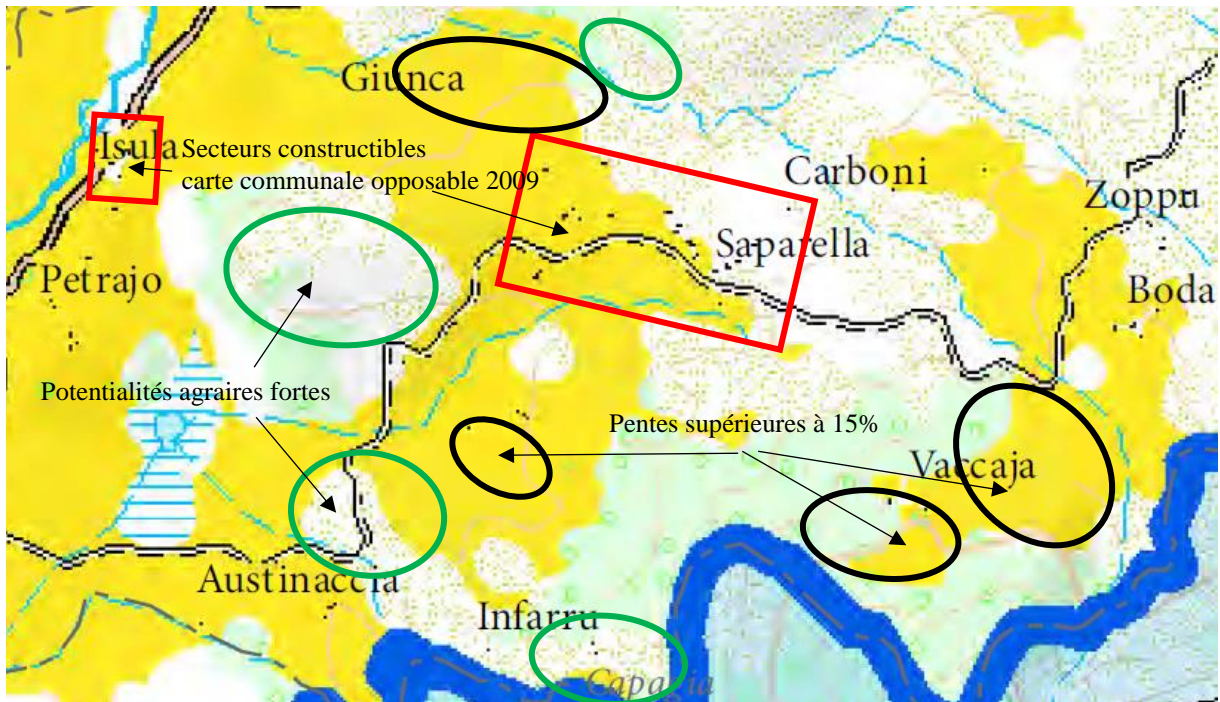 Giunca
Isula
Secteurs constructibles
carte communale opposable 2009
Carboni
Zoppu
Saparella
Petrajo
Boda
Potentialités agraires fortes
Pentes supérieures à 15%
Vaccaja
Austinaccia
Infarru